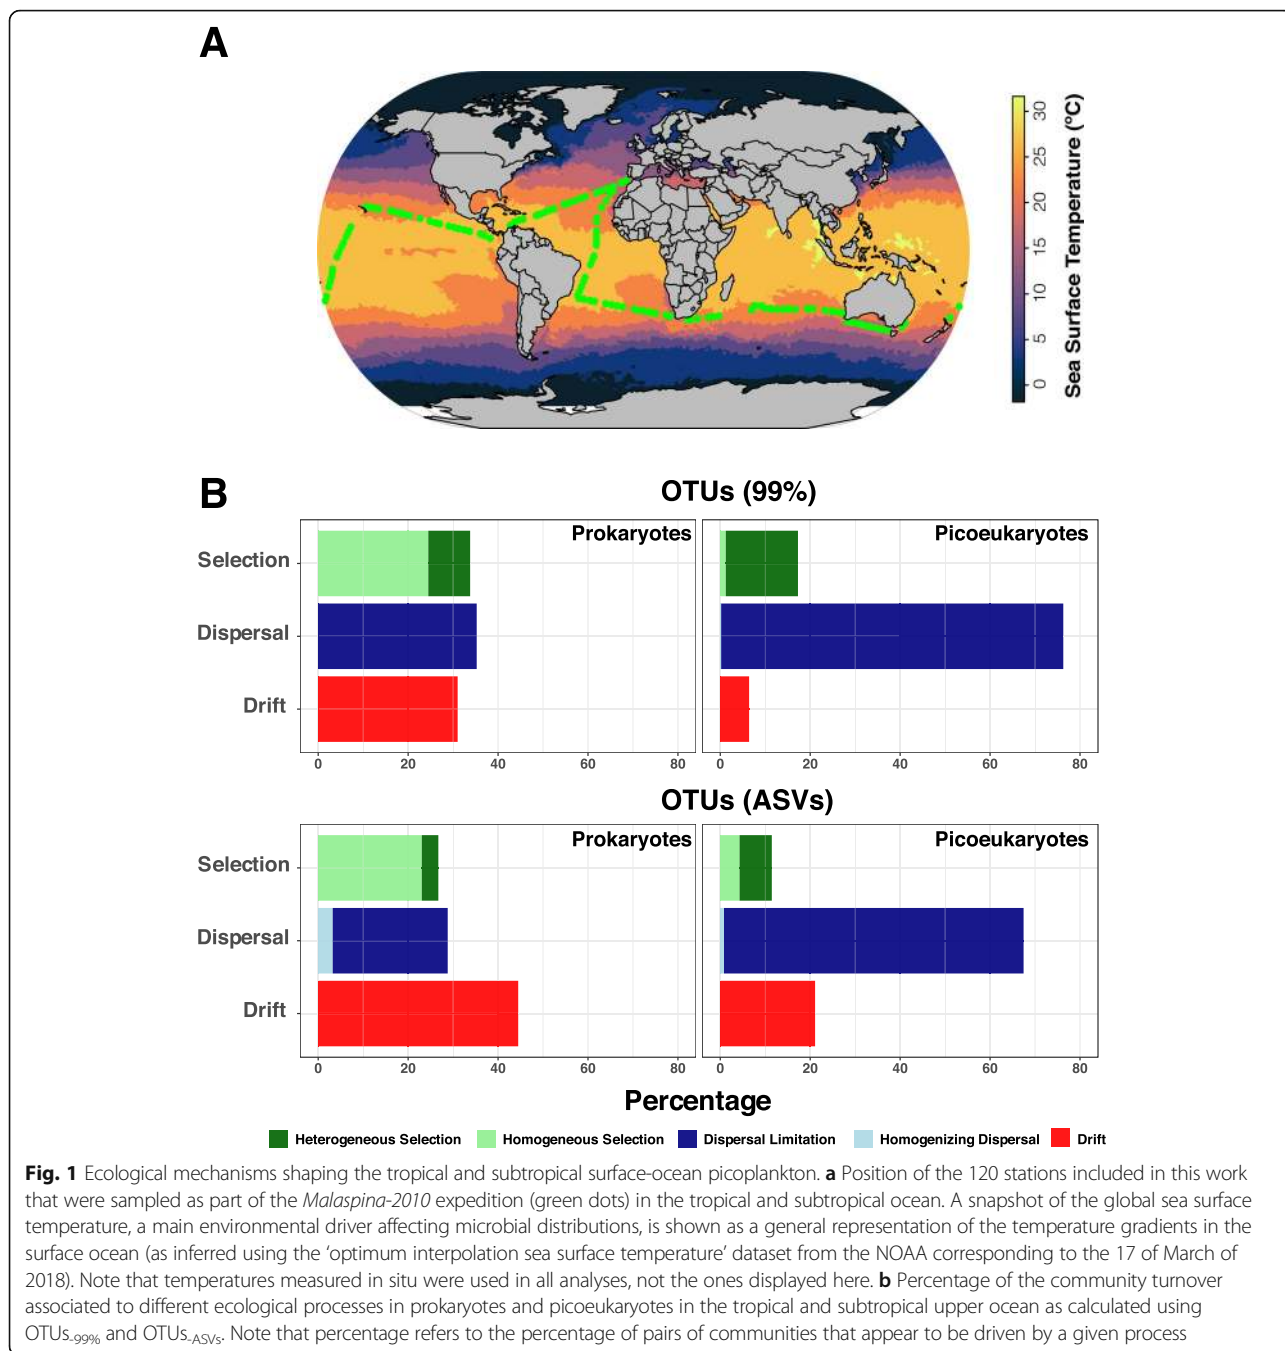 A
Sea Surface Temperature (°C)
30
25
20
15
10
5
0
B
OTUs (99%)
Prokaryotes
Picoeukaryotes
Selection
Dispersal
Drift
0 20 40 60 80
0 20 40 60 80
OTUs (ASVs)
Prokaryotes
Picoeukaryotes
Selection
Dispersal
Drift
0 20 40 60 80
0 20 40 60 80
Percentage
Heterogeneous Selection Homogeneous Selection Dispersal Limitation Homogenizing Dispersal Drift
Fig. 1 Ecological mechanisms shaping the tropical and subtropical surface-ocean picoplankton. a Position of the 120 stations included in this work
that were sampled as part of the Malaspina-2010 expedition (green dots) in the tropical and subtropical ocean. A snapshot of the global sea surface
temperature, a main environmental driver affecting microbial distributions, is shown as a general representation of the temperature gradients in the
surface ocean (as inferred using the ‘optimum interpolation sea surface temperature’ dataset from the NOAA corresponding to the 17 of March of
2018). Note that temperatures measured in situ were used in all analyses, not the ones displayed here. b Percentage of the community turnover
associated to different ecological processes in prokaryotes and picoeukaryotes in the tropical and subtropical upper ocean as calculated using
OTUs-99% and OTUs-ASVs. Note that percentage refers to the percentage of pairs of communities that appear to be driven by a given process